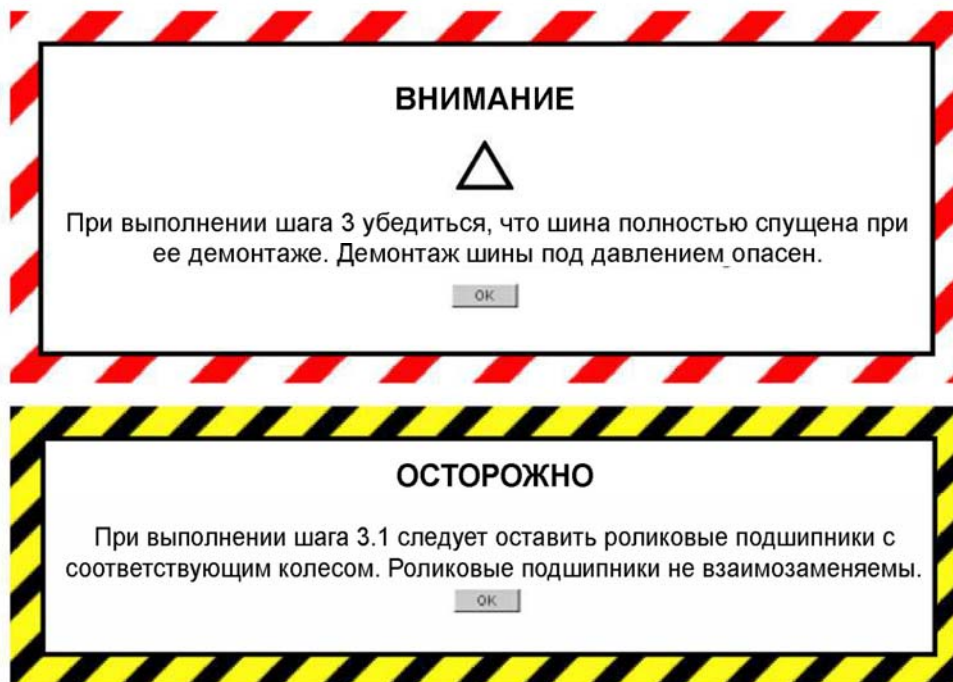 ВНИМАНИЕ
При выполнении шага 3 убедиться, что шина полностью спущена при
ее демонтаже. Демонтаж шины под давлением опасен.
OK
ОСТОРОЖНО
При выполнении шага 3.1 следует оставить роликовые подшипники с
соответствующим колесом. Роликовые подшипники не взаимозаменяемы.
OK